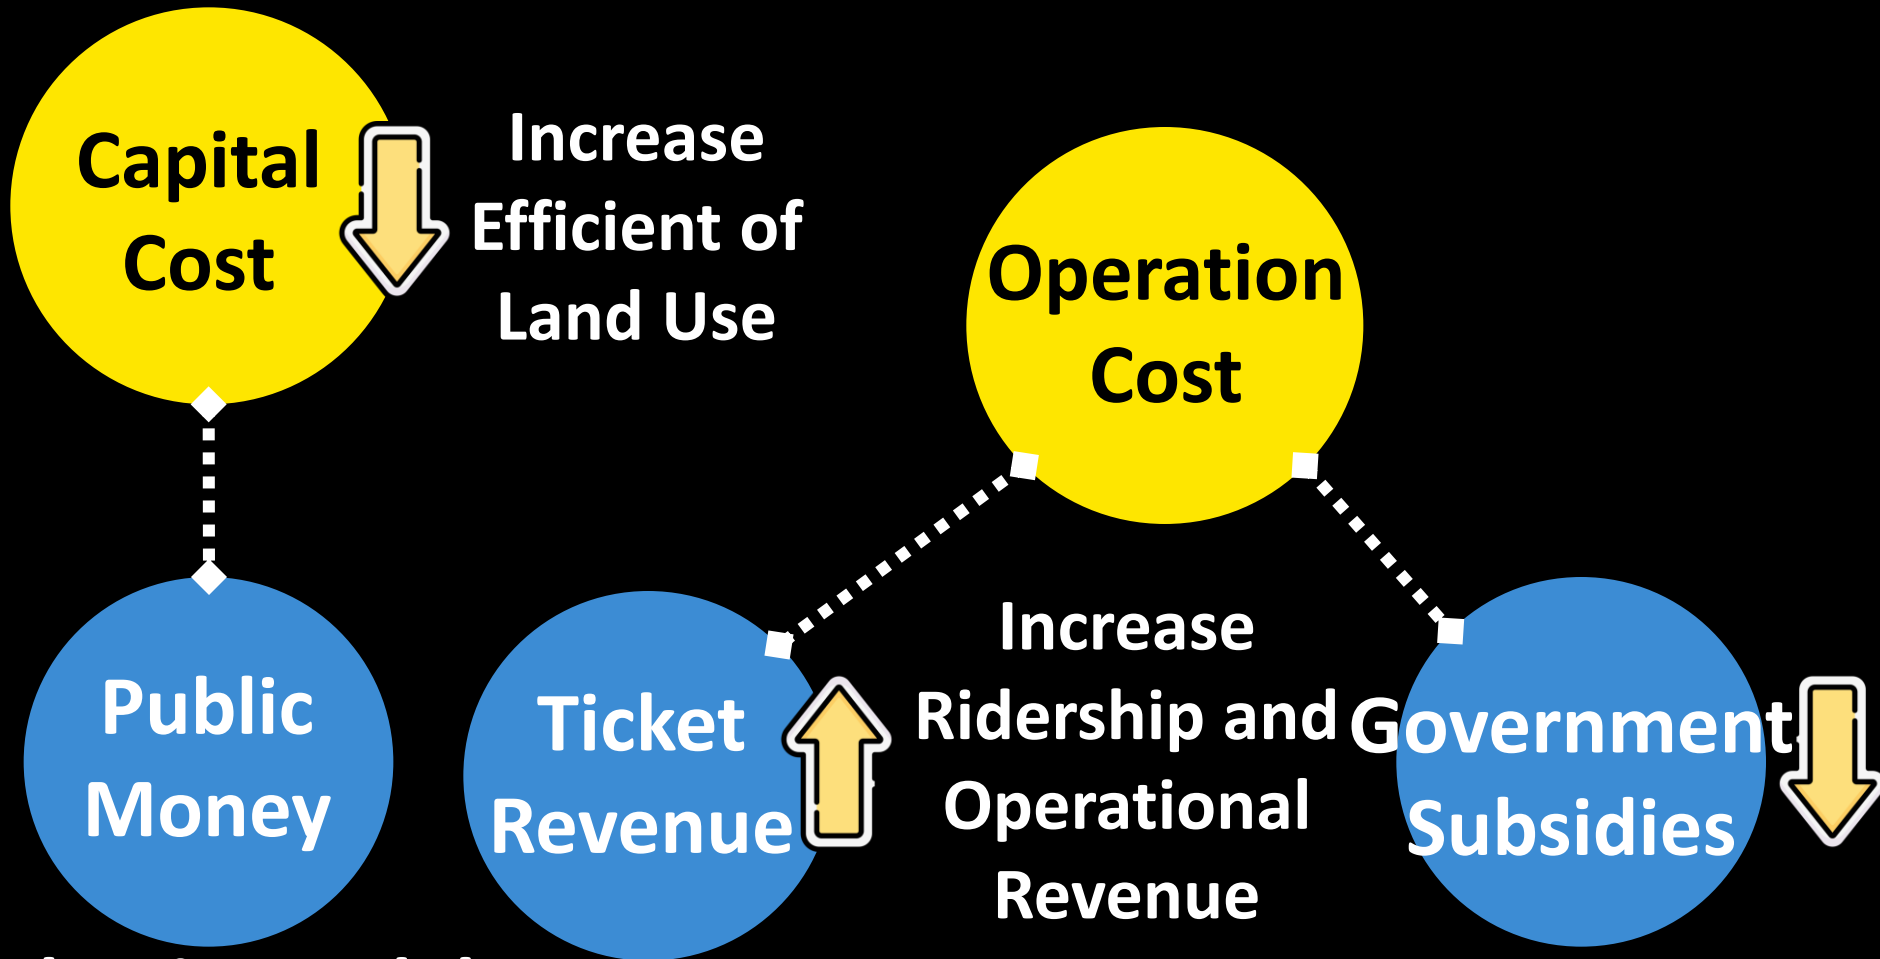 Capital
Cost
Increase
Efficient of
Land Use
Operation
Cost
Public
Money
Ticket
Revenue
Increase
Ridership and
Operational
Revenue
Government
Subsidies